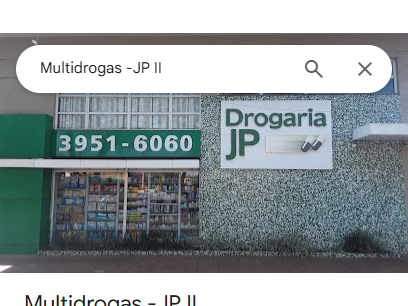 Multidrogas -JP II
3951-6060
Drogaria
JP
Multidrogas - JP II